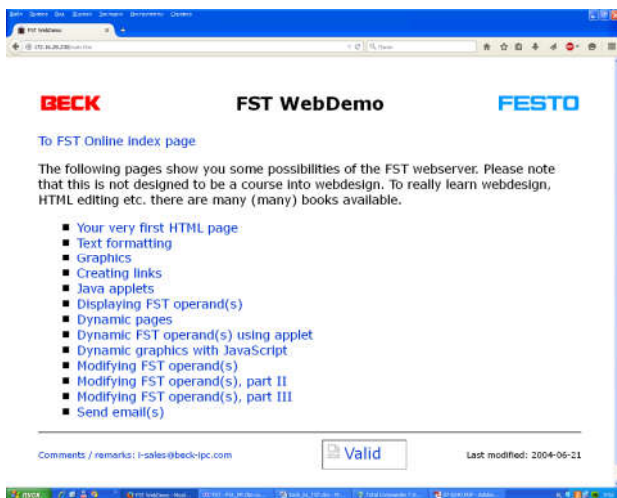 FST WebDemo
BECK
FST WebDemo
FESTO
To FST Online index page
The following pages show you some possibilities of the FST webserver. Please note
that this is not designed to be a course into webdesign. To really learn webdesign,
HTML editing etc. there are many (many) books available.
Your very first HTML page
Text formatting
Graphics
Creating links
Java applets
Displaying FST operand(s)
Dynamic pages
Dynamic FST operand(s) using applet
Dynamic graphics with JavaScript
Modifying FST operand(s)
Modifying FST operand(s), part II
Modifying FST operand(s), part III
Send email(s)
Comments / remarks: i-sales@beck-ipc.com
Valid
Last modified: 2004-06-21